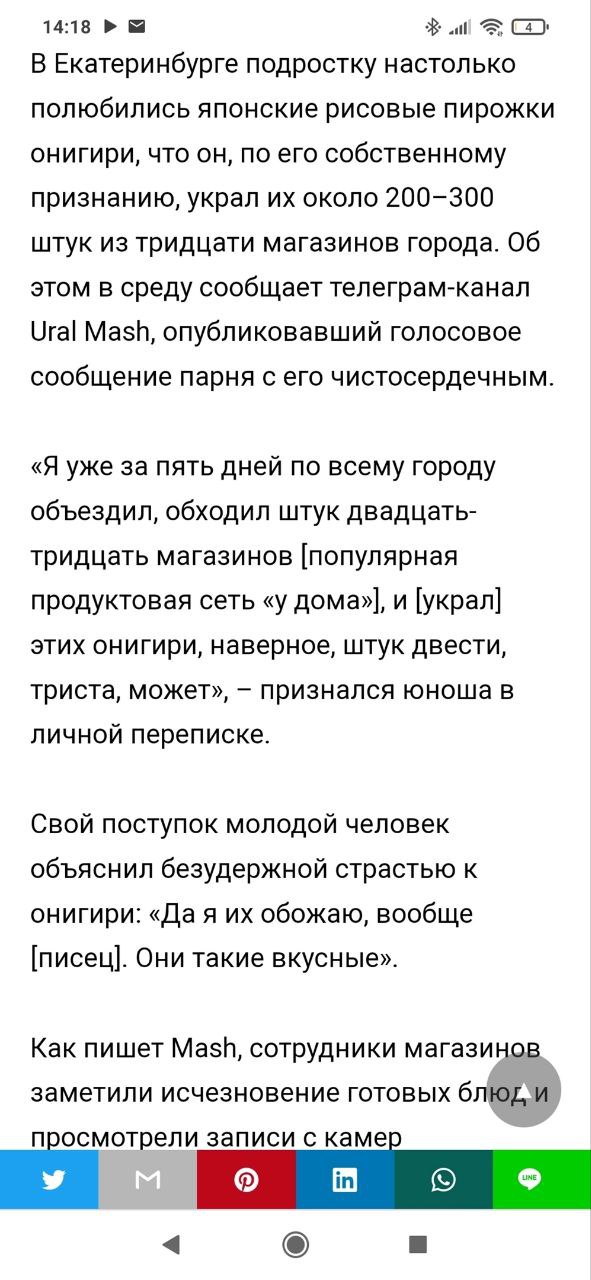 14:18
4
В Екатеринбурге подростку настолько
полюбились японские рисовые пирожки
онигири, что он, по его собственному
признанию, украл их около 200–300
штук из тридцати магазинов города. Об
этом в среду сообщает телеграм-канал
Ural Mash, опубликовавший голосовое
сообщение парня с его чистосердечным.
«Я уже за пять дней по всему городу
объездил, обходил штук двадцать-
тридцать магазинов [популярная
продуктовая сеть «у дома»], и [украл]
этих онигири, наверное, штук двести,
триста, может», – признался юноша в
личной переписке.
Свой поступок молодой человек
объяснил безудержной страстью к
онигири: «Да я их обожаю, вообще
[писец]. Они такие вкусные».
Как пишет Mash, сотрудники магазинов
заметили исчезновение готовых блюд и
просмотрели записи с камер
LINE